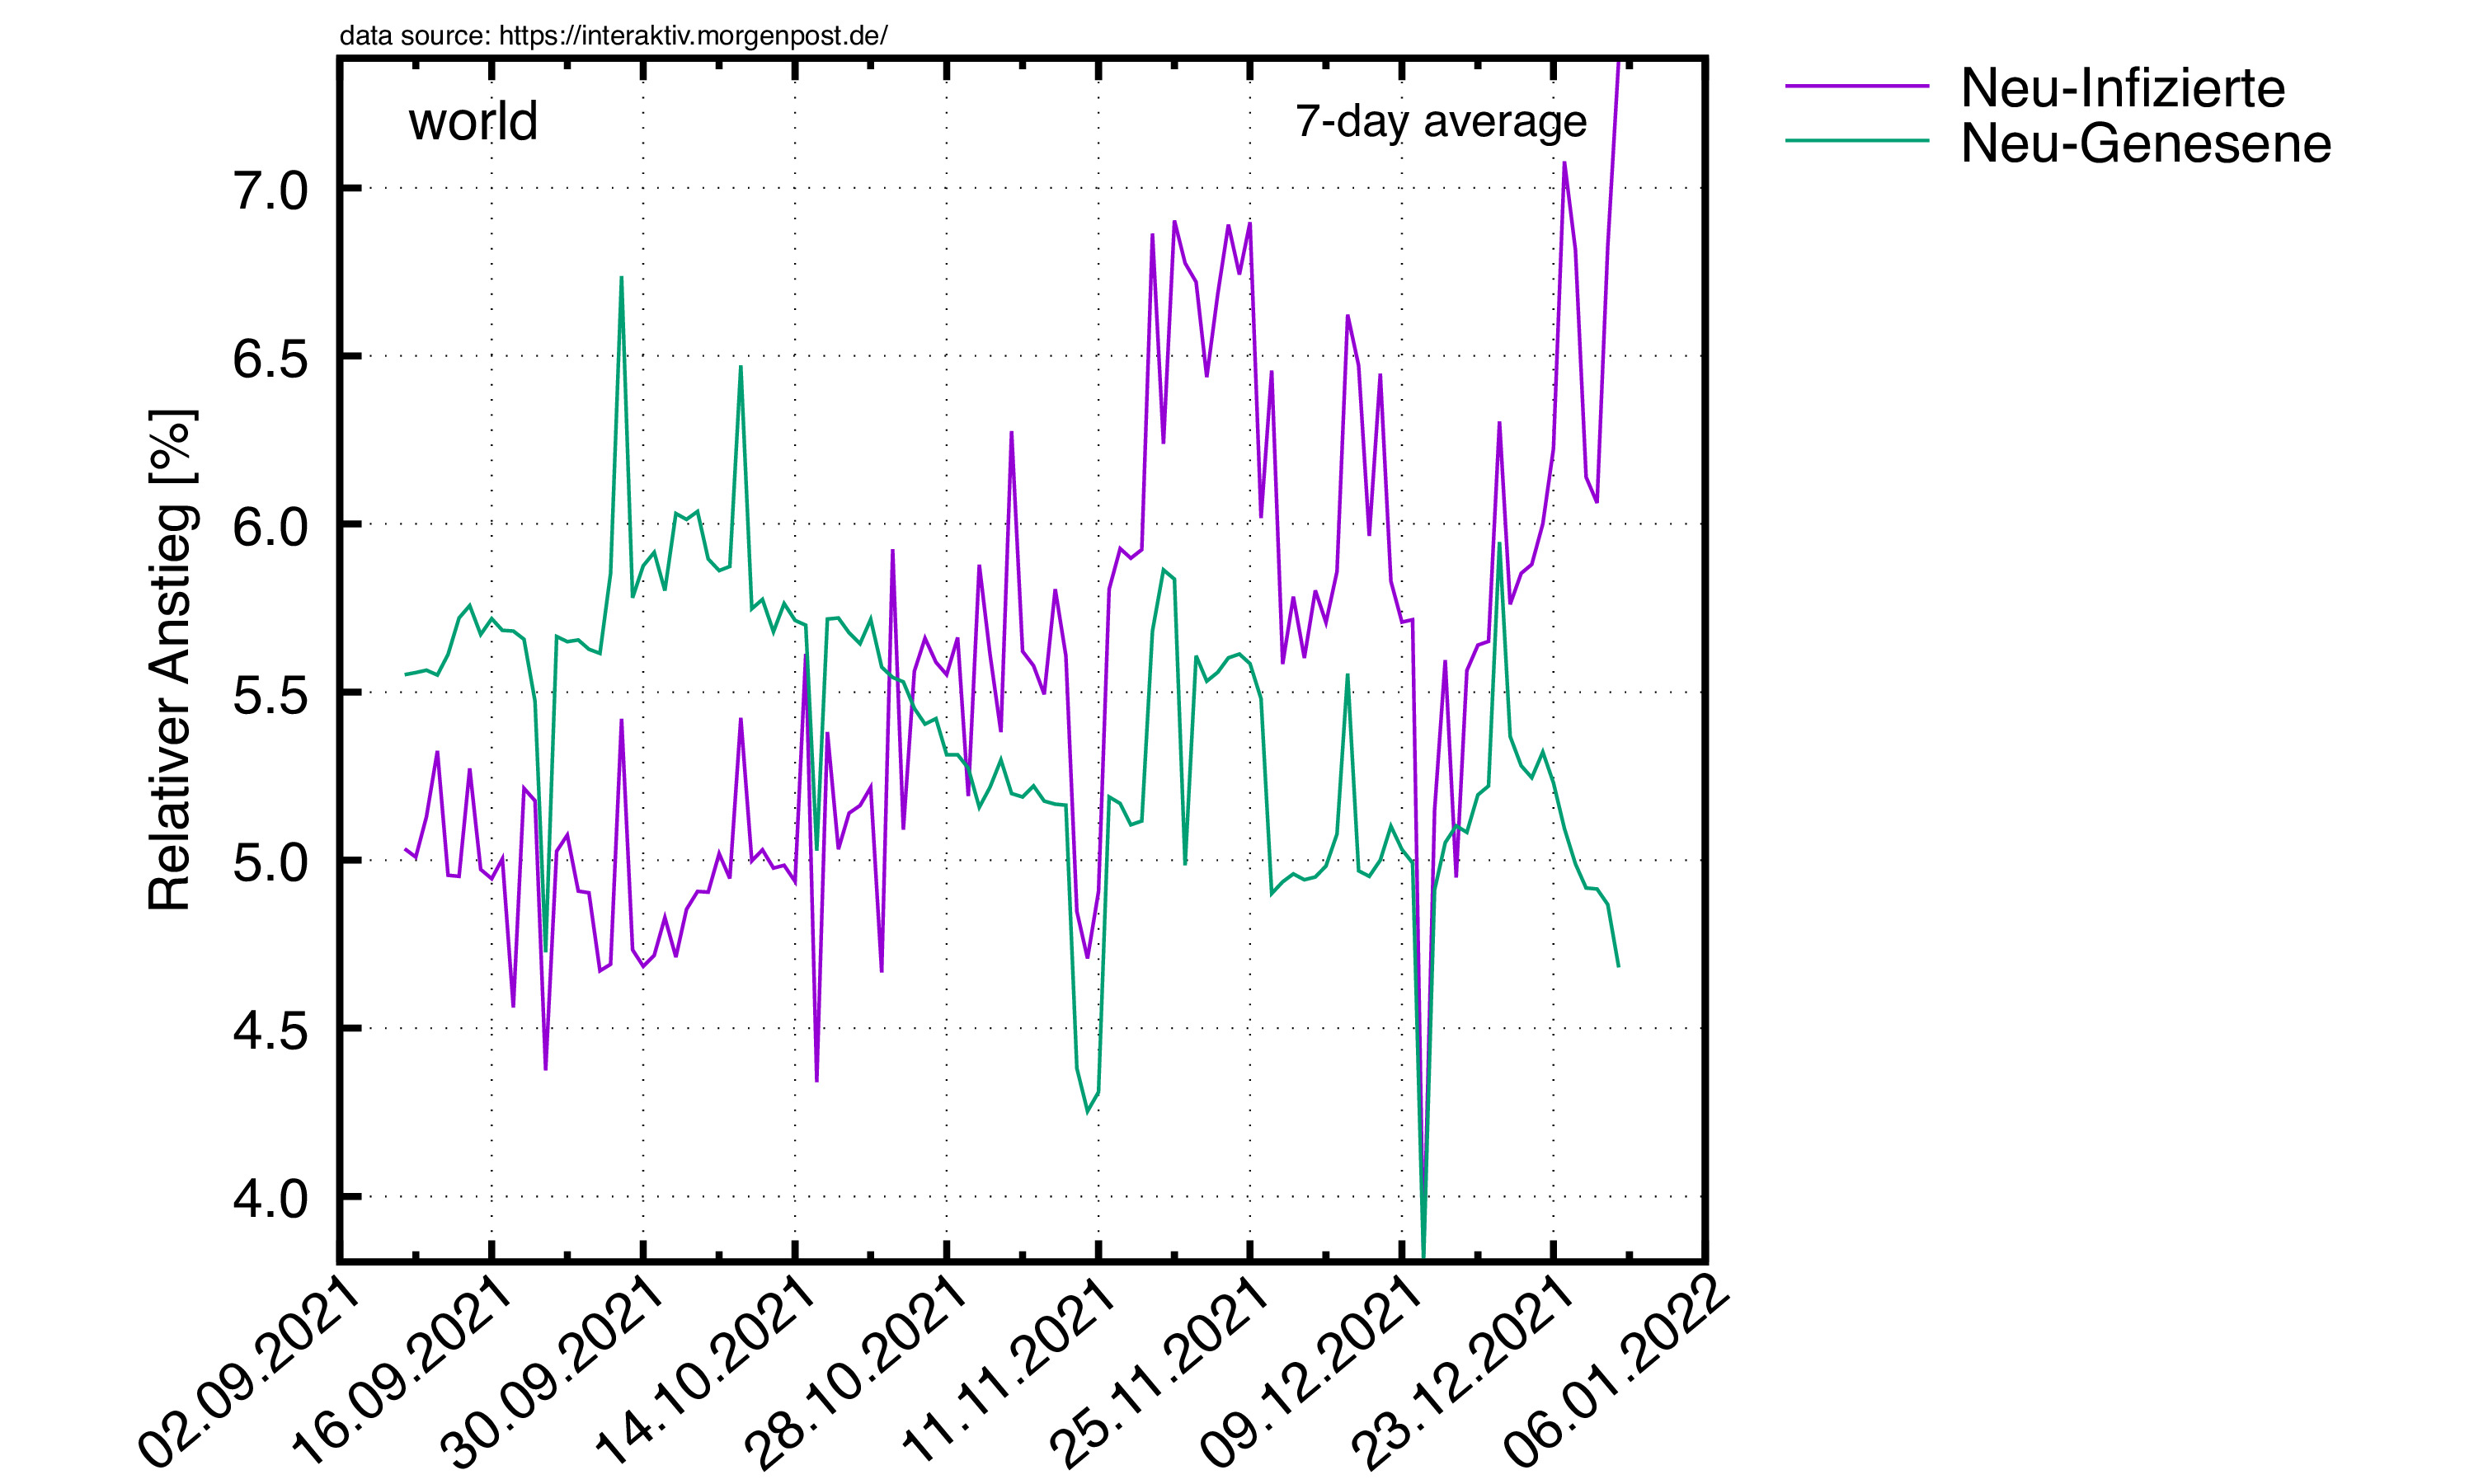 data source: https://interaktiv.morgenpost.de/
world
7-day average
Neu-Infizierte
Neu-Genesene
Relativer Anstieg [%]
7.0
6.5
6.0
5.5
5.0
4.5
4.0
02.09.2021
16.09.2021
30.09.2021
14.10.2021
28.10.2021
11.11.2021
25.11.2021
09.12.2021
23.12.2021
06.01.2022